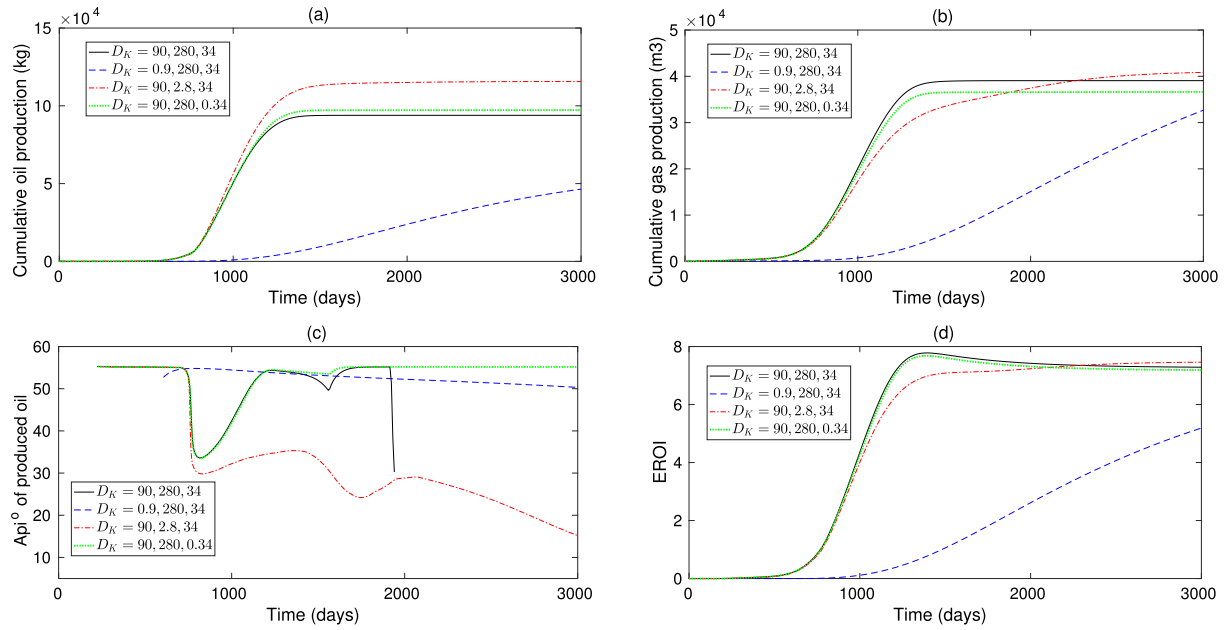 (a)
× 10^4
15
10
5
0
Cumulative oil production (kg)
D_K = 90, 280, 34
D_K = 0.9, 280, 34
D_K = 90, 2.8, 34
D_K = 90, 280, 0.34
0 1000 2000 3000
Time (days)
(b)
× 10^4
5
4
3
2
1
0
Cumulative gas production (m3)
D_K = 90, 280, 34
D_K = 0.9, 280, 34
D_K = 90, 2.8, 34
D_K = 90, 280, 0.34
0 1000 2000 3000
Time (days)
(c)
60
50
40
30
20
10
Api° of produced oil
D_K = 90, 280, 34
D_K = 0.9, 280, 34
D_K = 90, 2.8, 34
D_K = 90, 280, 0.34
0 1000 2000 3000
Time (days)
(d)
8
6
4
2
0
EROI
D_K = 90, 280, 34
D_K = 0.9, 280, 34
D_K = 90, 2.8, 34
D_K = 90, 280, 0.34
0 1000 2000 3000
Time (days)